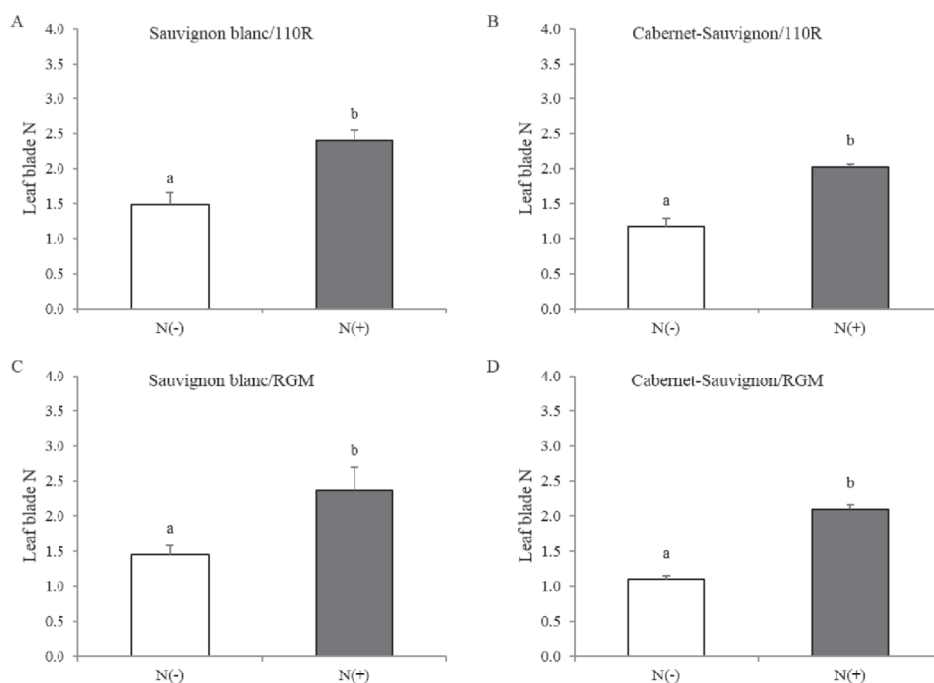 A
Sauvignon blanc/110R
Leaf blade N
4.0
3.5
3.0
2.5
2.0
1.5
1.0
0.5
0.0
a
b
N(-)
N(+)
B
Cabernet-Sauvignon/110R
Leaf blade N
4.0
3.5
3.0
2.5
2.0
1.5
1.0
0.5
0.0
a
b
N(-)
N(+)
C
Sauvignon blanc/RGM
Leaf blade N
4.0
3.5
3.0
2.5
2.0
1.5
1.0
0.5
0.0
a
b
N(-)
N(+)
D
Cabernet-Sauvignon/RGM
Leaf blade N
4.0
3.5
3.0
2.5
2.0
1.5
1.0
0.5
0.0
a
b
N(-)
N(+)